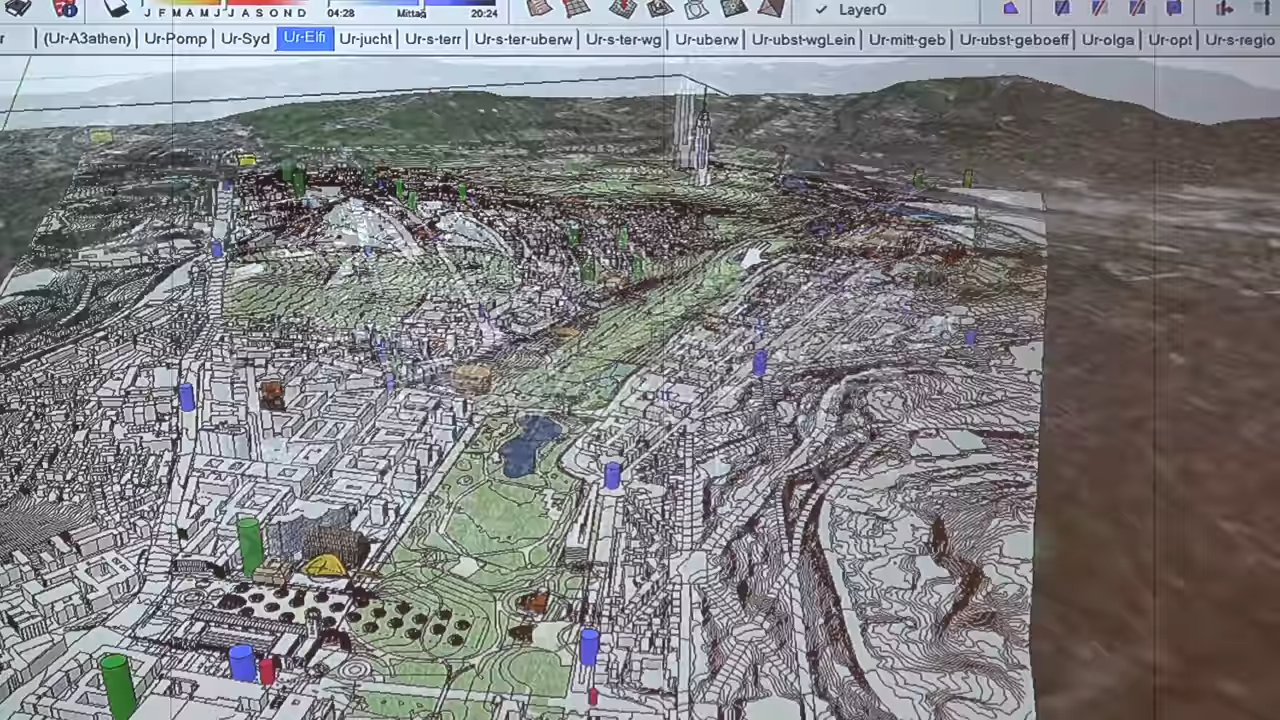 J F M A M J J A S O N D 04:28 Mittag 20:24 Layer0
r (Ur-A3athen) Ur-Pomp Ur-Syd Ur-Elfi Ur-jucht Ur-s-terr Ur-s-ter-uberw Ur-s-ter-wg Ur-uberw Ur-ubst-wgLein Ur-mitt-geb Ur-ubst-geboeff Ur-olga Ur-opt Ur-s-regio